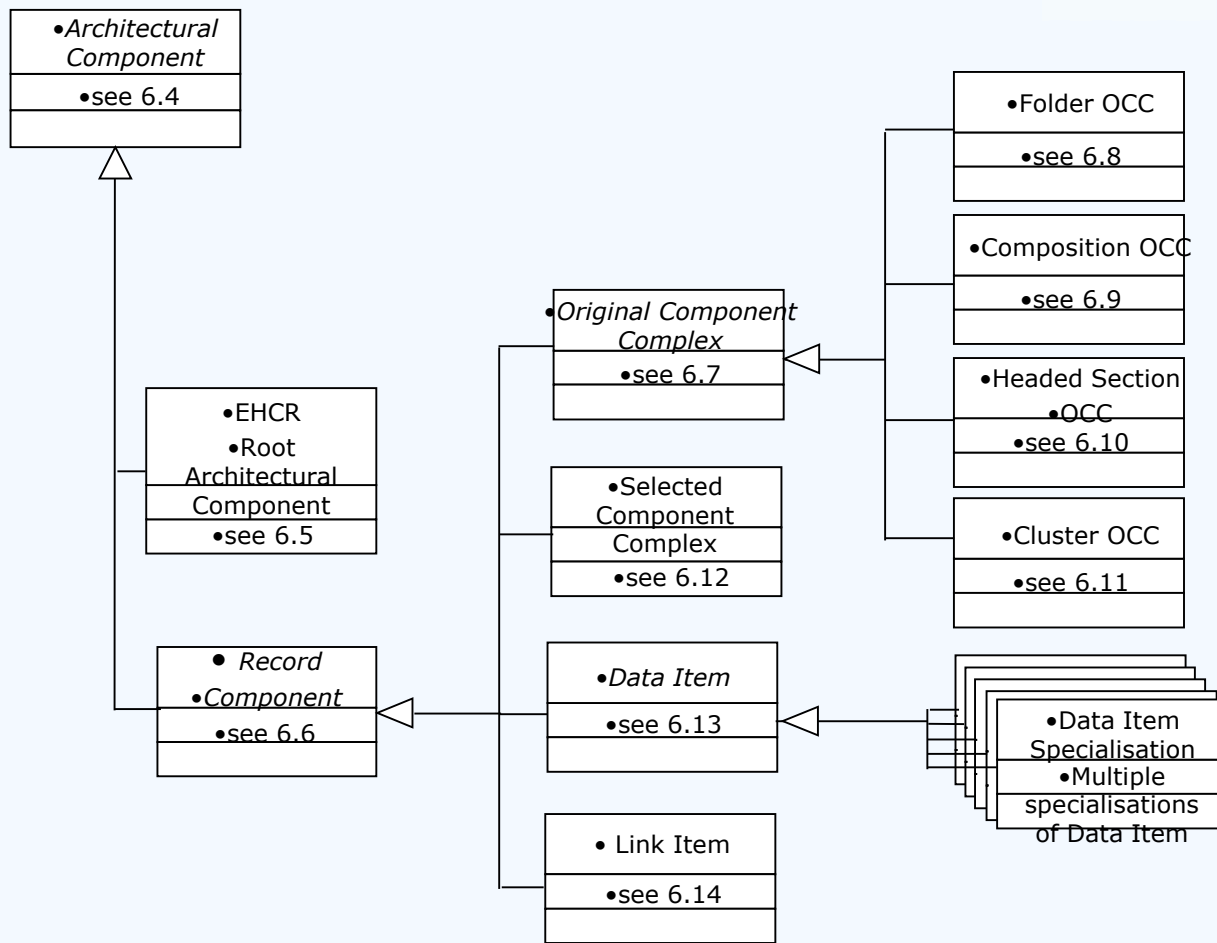 •Architectural
Component
•see 6.4
•EHCR
•Root
Architectural
Component
•see 6.5
• Record
•Component
•see 6.6
•Original Component
Complex
•see 6.7
•Selected
Component
Complex
•see 6.12
•Data Item
•see 6.13
• Link Item
•see 6.14
•Folder OCC
•see 6.8
•Composition OCC
•see 6.9
•Headed Section
•OCC
•see 6.10
•Cluster OCC
•see 6.11
•Data Item
Specialisation
•Multiple
specialisations
of Data Item